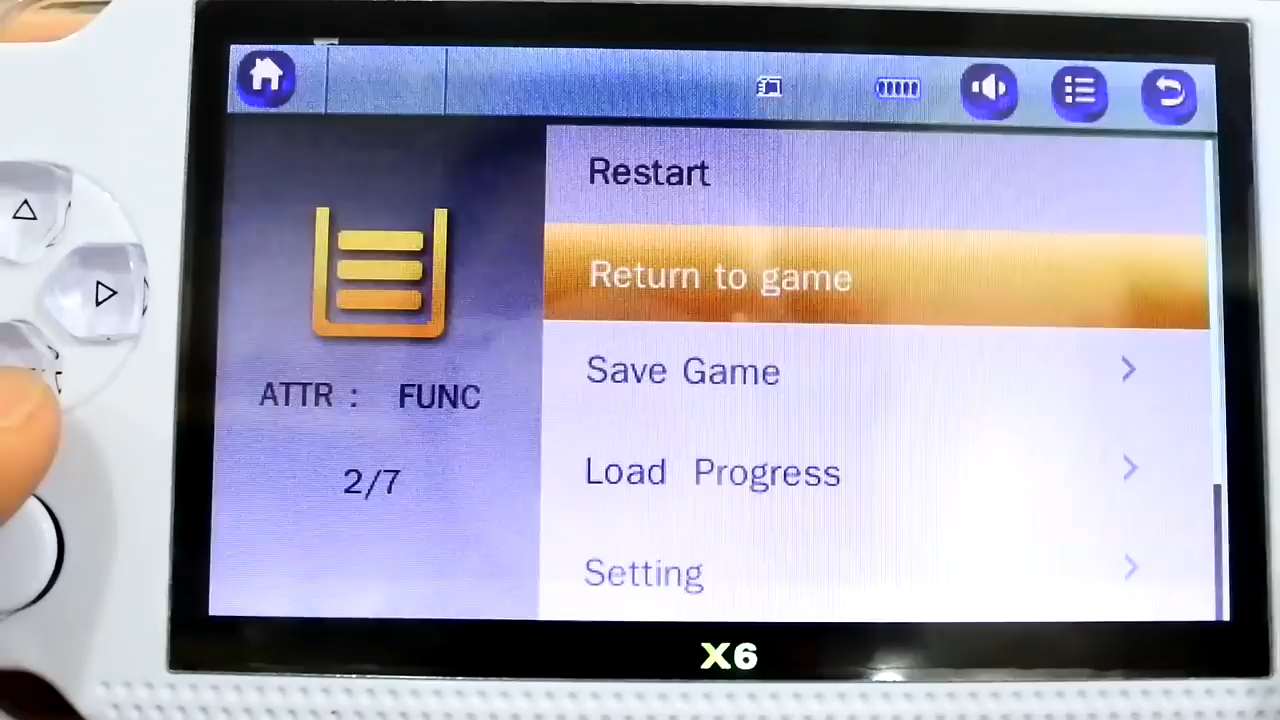 Restart
Return to game
Save Game
Load Progress
Setting
ATTR : FUNC
2/7
X6